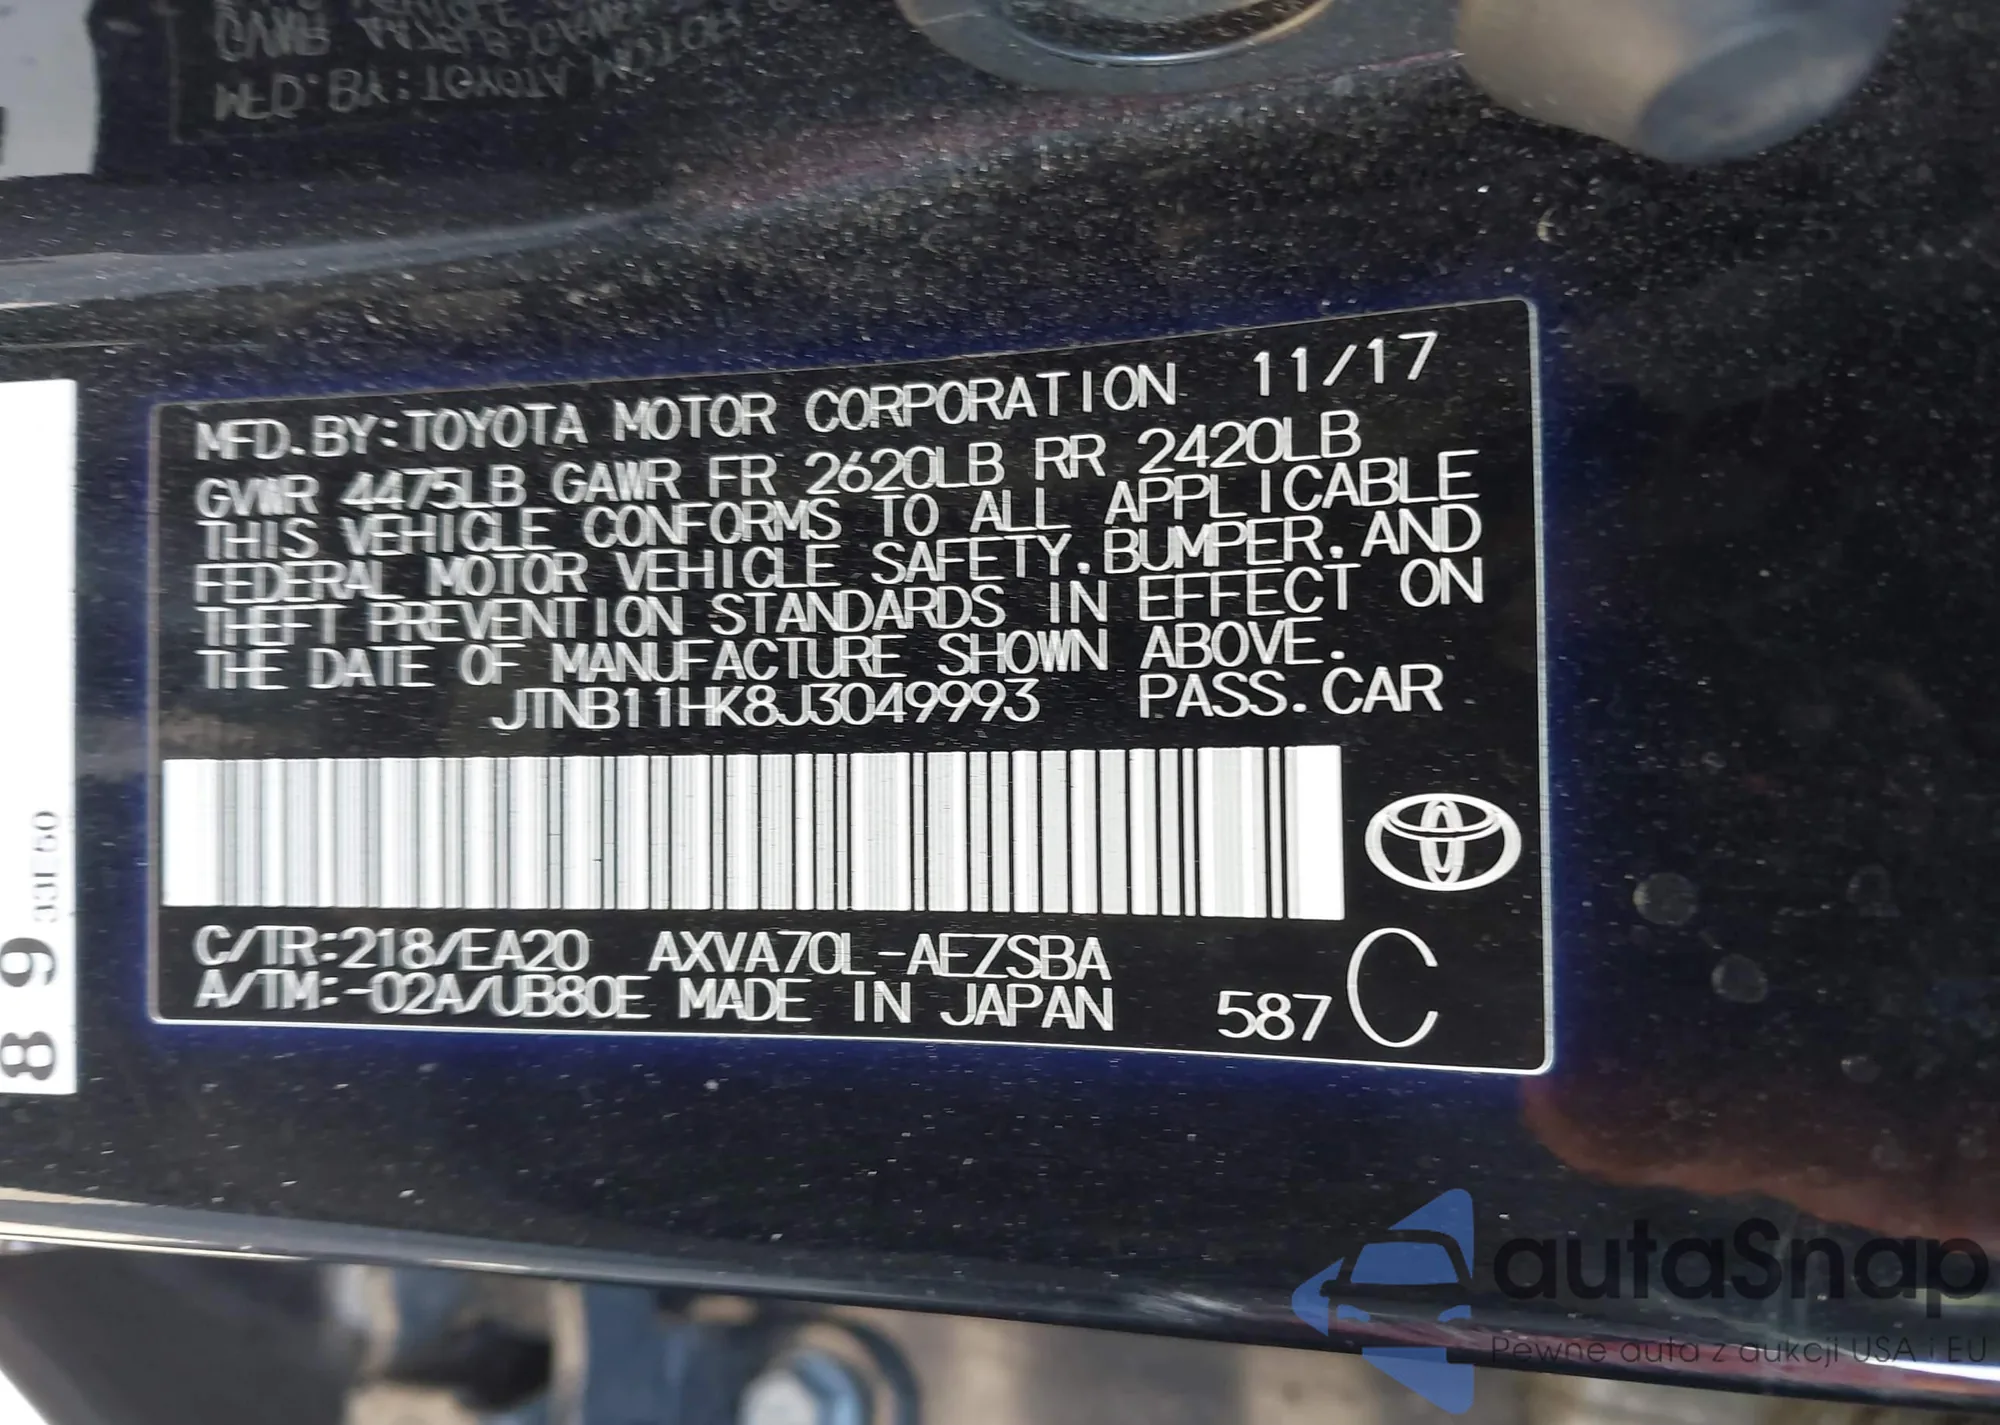 MFD.BY:TOYOTA MOTOR CORPORATION 11/17
GVWR 4475LB GAWR FR 2620LB RR 2420LB
THIS VEHICLE CONFORMS TO ALL APPLICABLE
FEDERAL MOTOR VEHICLE SAFETY,BUMPER,AND
THEFT PREVENTION STANDARDS IN EFFECT ON
THE DATE OF MANUFACTURE SHOWN ABOVE.
JTNB11HK8J3049993 PASS.CAR
C/TR:218/EA20 AXVA70L-AEZSBA
A/TM:-02A/UB80E MADE IN JAPAN 587 C
89 33E50
autaSnap
Pewne auta z aukcji USA i EU